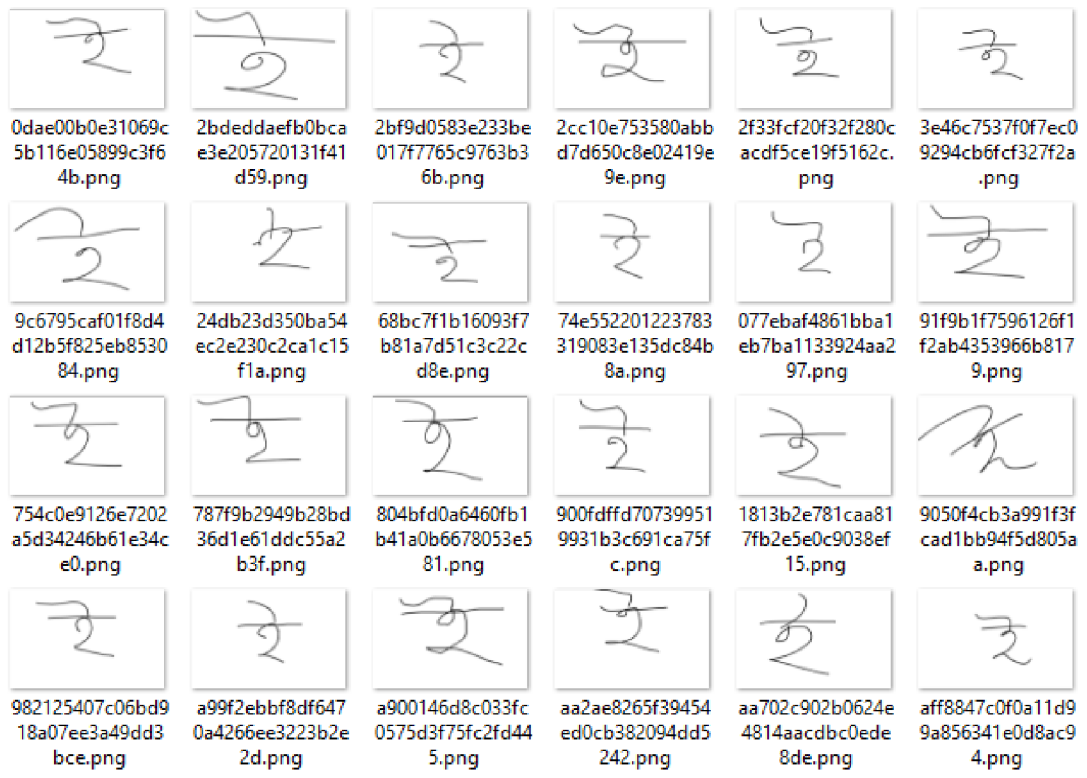 0dae00b0e31069c
5b116e05899c3f6
4b.png
2bdeddaefb0bca
e3e205720131f41
d59.png
2bf9d0583e233be
017f7765c9763b3
6b.png
2cc10e753580abb
d7d650c8e02419e
9e.png
2f33fcf20f32f280c
acdf5ce19f5162c.
png
3e46c7537f0f7ec0
9294cb6fcf327f2a
.png
9c6795caf01f8d4
d12b5f825eb8530
84.png
24db23d350ba54
ec2e230c2ca1c15
f1a.png
68bc7f1b16093f7
b81a7d51c3c22c
d8e.png
74e552201223783
319083e135dc84b
8a.png
077ebaf4861bba1
eb7ba1133924aa2
97.png
91f9b1f7596126f1
f2ab4353966b817
9.png
754c0e9126e7202
a5d34246b61e34c
e0.png
787f9b2949b28bd
36d1e61ddc55a2
b3f.png
804bfd0a6460fb1
b41a0b6678053e5
81.png
900fdffd70739951
9931b3c691ca75f
c.png
1813b2e781caa81
7fb2e5e0c9038ef
15.png
9050f4cb3a991f3f
cad1bb94f5d805a
a.png
982125407c06bd9
18a07ee3a49dd3
bce.png
a99f2ebbf8df647
0a4266ee3223b2e
2d.png
a900146d8c033fc
0575d3f75fc2fd44
5.png
aa2ae8265f39454
ed0cb382094dd5
242.png
aa702c902b0624e
4814aacdbc0ede
8de.png
aff8847c0f0a11d9
9a856341e0d8ac9
4.png